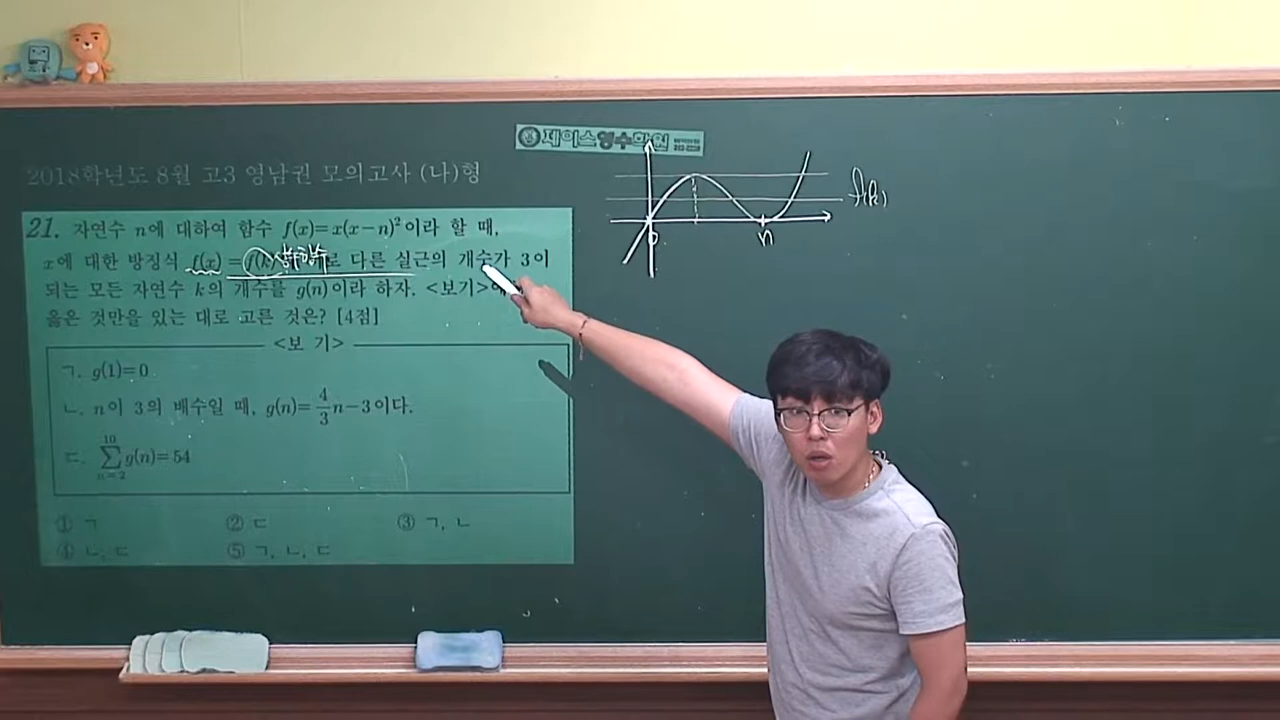 제이스영수학원
2018학년도 8월 고3 영남권 모의고사 (나)형
21. 자연수 n에 대하여 함수 f(x)=x(x-n)²이라 할 때,
x에 대한 방정식 f(x)=f(k) 다른 실근의 개수가 3이
되는 모든 자연수 k의 개수를 g(n)이라 하자. <보기>에
옳은 것만을 있는 대로 고른 것은? [4점]
<보 기>
ㄱ. g(1)=0
ㄴ. n이 3의 배수일 때, g(n)=4/3n-3이다.
ㄷ. 10∑n=2 g(n)=54
① ㄱ ② ㄷ ③ ㄱ, ㄴ
④ ㄴ, ㄷ ⑤ ㄱ, ㄴ, ㄷ
f(k)
0 n